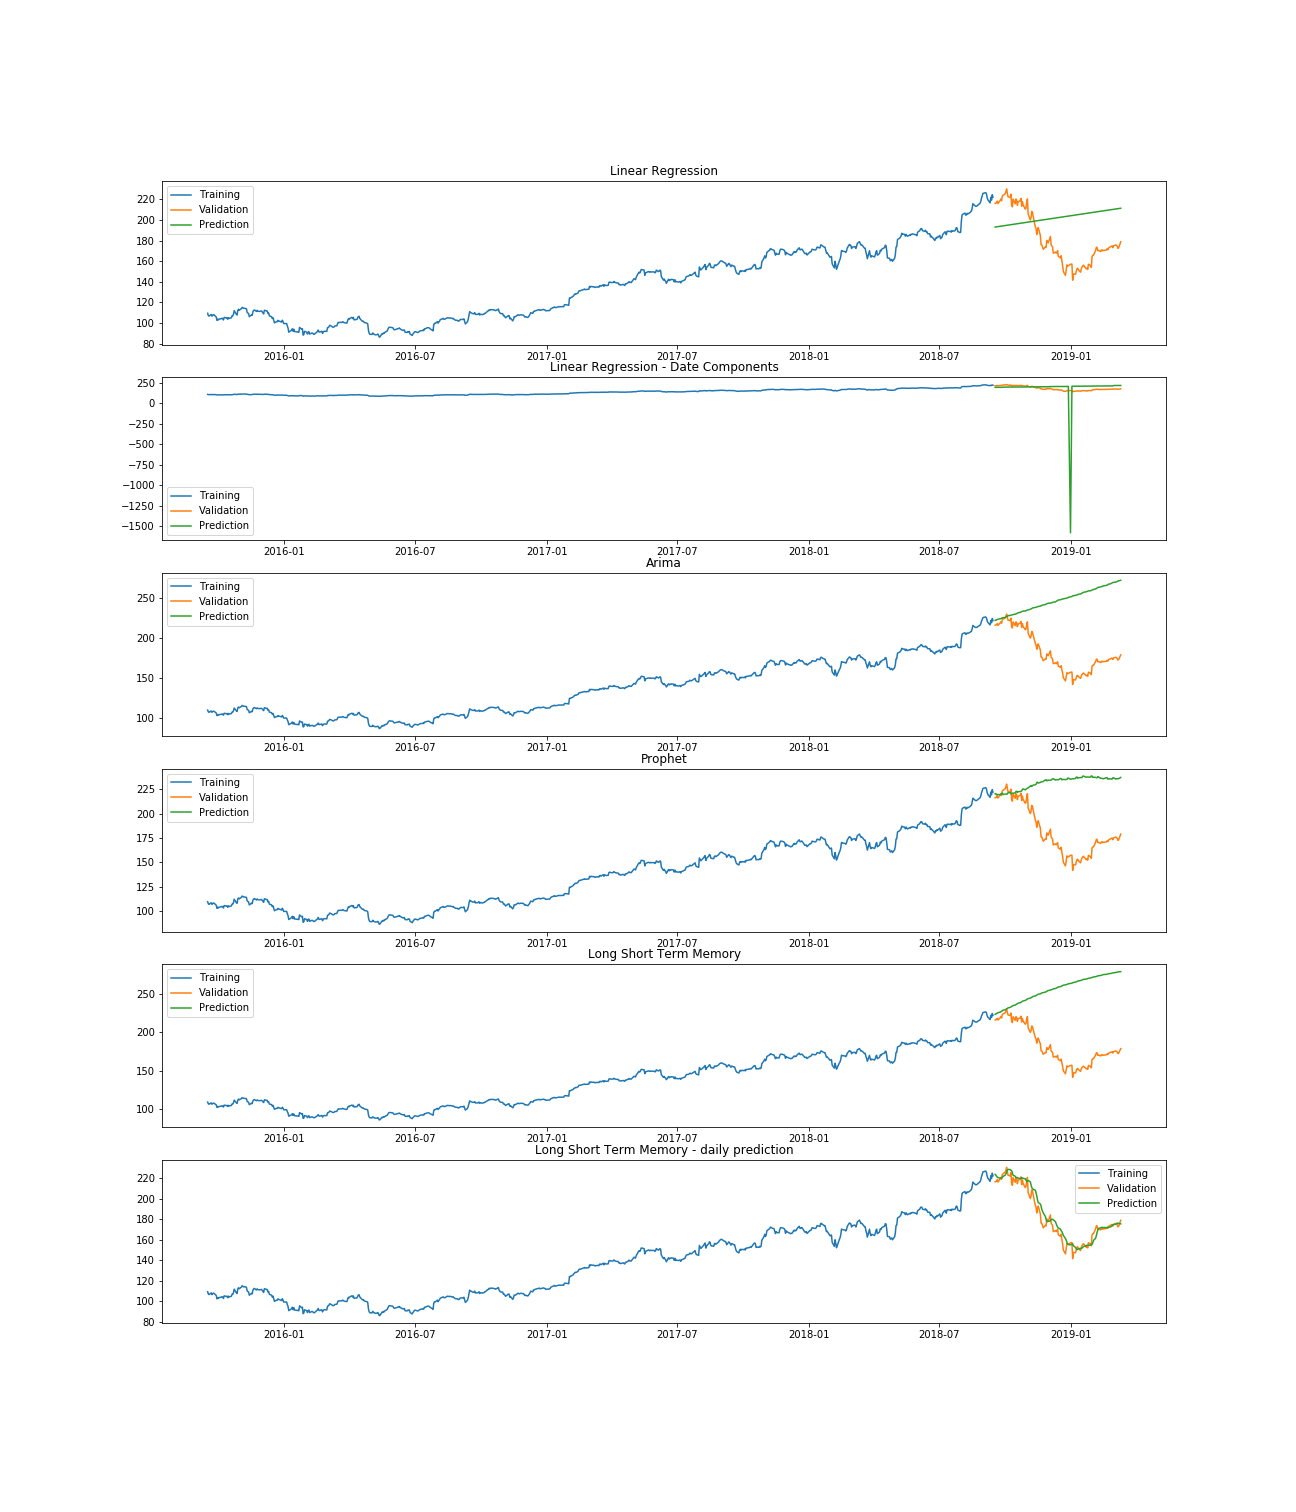 Linear Regression
Training
Validation
Prediction
220
200
180
160
140
120
100
80
2016-01 2016-07 2017-01 2017-07 2018-01 2018-07 2019-01
Linear Regression - Date Components
250
0
−250
−500
−750
−1000
−1250
−1500
Training
Validation
Prediction
2016-01 2016-07 2017-01 2017-07 2018-01 2018-07 2019-01
Arima
Training
Validation
Prediction
250
200
150
100
2016-01 2016-07 2017-01 2017-07 2018-01 2018-07 2019-01
Prophet
Training
Validation
Prediction
225
200
175
150
125
100
2016-01 2016-07 2017-01 2017-07 2018-01 2018-07 2019-01
Long Short Term Memory
Training
Validation
Prediction
250
200
150
100
2016-01 2016-07 2017-01 2017-07 2018-01 2018-07 2019-01
Long Short Term Memory - daily prediction
Training
Validation
Prediction
220
200
180
160
140
120
100
80
2016-01 2016-07 2017-01 2017-07 2018-01 2018-07 2019-01